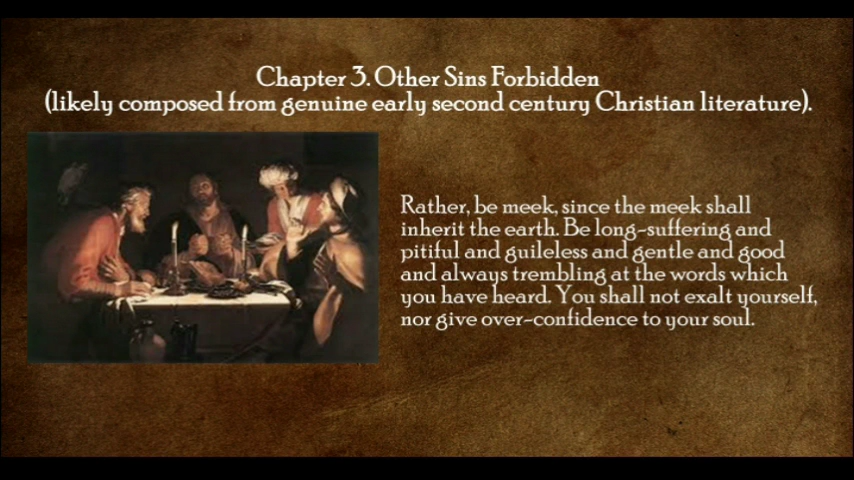 Chapter 3. Other Sins Forbidden
(likely composed from genuine early second century Christian literature).
Rather, be meek, since the meek shall
inherit the earth. Be long-suffering and
pitiful and guileless and gentle and good
and always trembling at the words which
you have heard. You shall not exalt yourself,
nor give over-confidence to your soul.